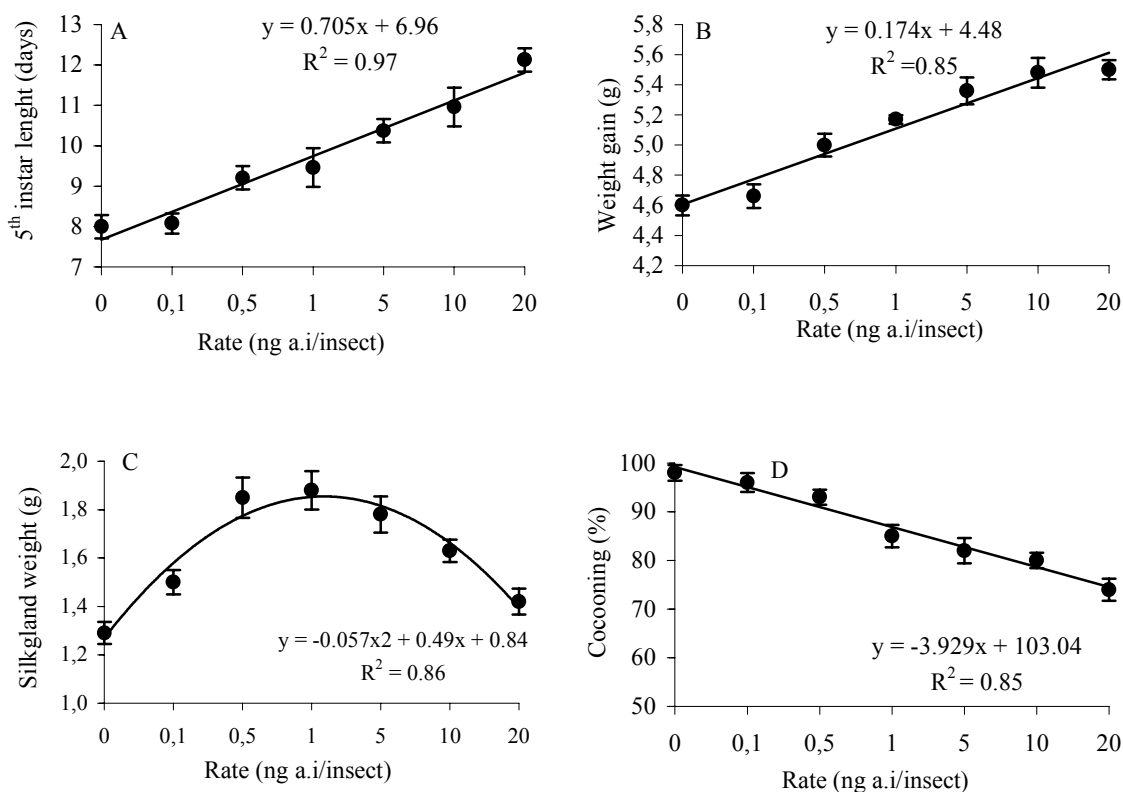 A
y = 0.705x + 6.96
R2 = 0.97
5th instar lenght (days)
13
12
11
10
9
8
7
0 0,1 0,5 1 5 10 20
Rate (ng a.i/insect)
B
y = 0.174x + 4.48
R2 =0.85
Weight gain (g)
5,8
5,6
5,4
5,2
5,0
4,8
4,6
4,4
4,2
0 0,1 0,5 1 5 10 20
Rate (ng a.i/insect)
C
Silkgland weight (g)
2,0
1,8
1,6
1,4
1,2
1,0
y = -0.057x2 + 0.49x + 0.84
R2 = 0.86
0 0,1 0,5 1 5 10 20
Rate (ng a.i/insect)
D
Cocooning (%)
100
90
80
70
60
50
y = -3.929x + 103.04
R2 = 0.85
0 0,1 0,5 1 5 10 20
Rate (ng a.i/insect)